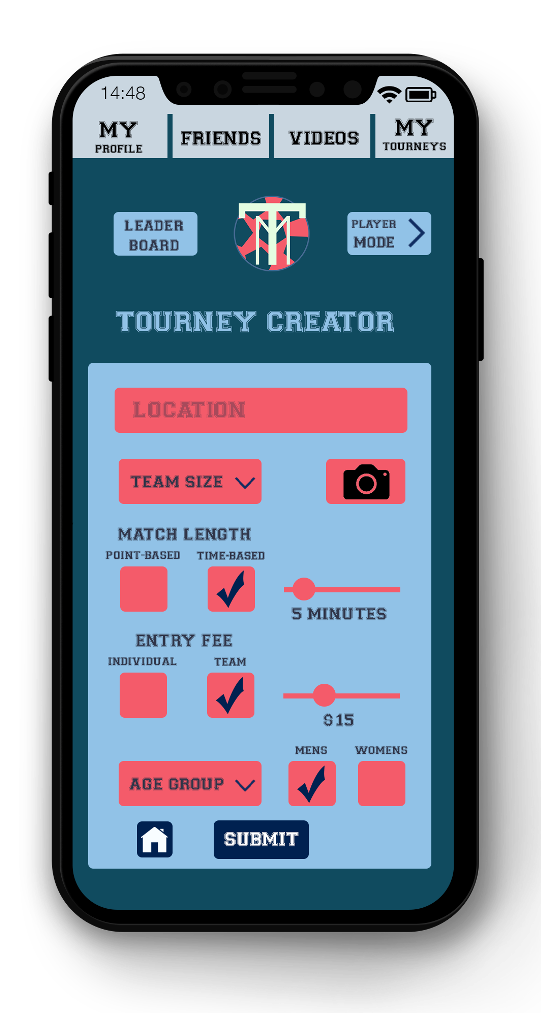 14:48
MY PROFILE
FRIENDS
VIDEOS
MY TOURNEYS
LEADER BOARD
TM
PLAYER MODE
TOURNEY CREATOR
LOCATION
TEAM SIZE
MATCH LENGTH
POINT-BASED TIME-BASED
5 MINUTES
ENTRY FEE
INDIVIDUAL TEAM
$15
MENS WOMENS
AGE GROUP
SUBMIT